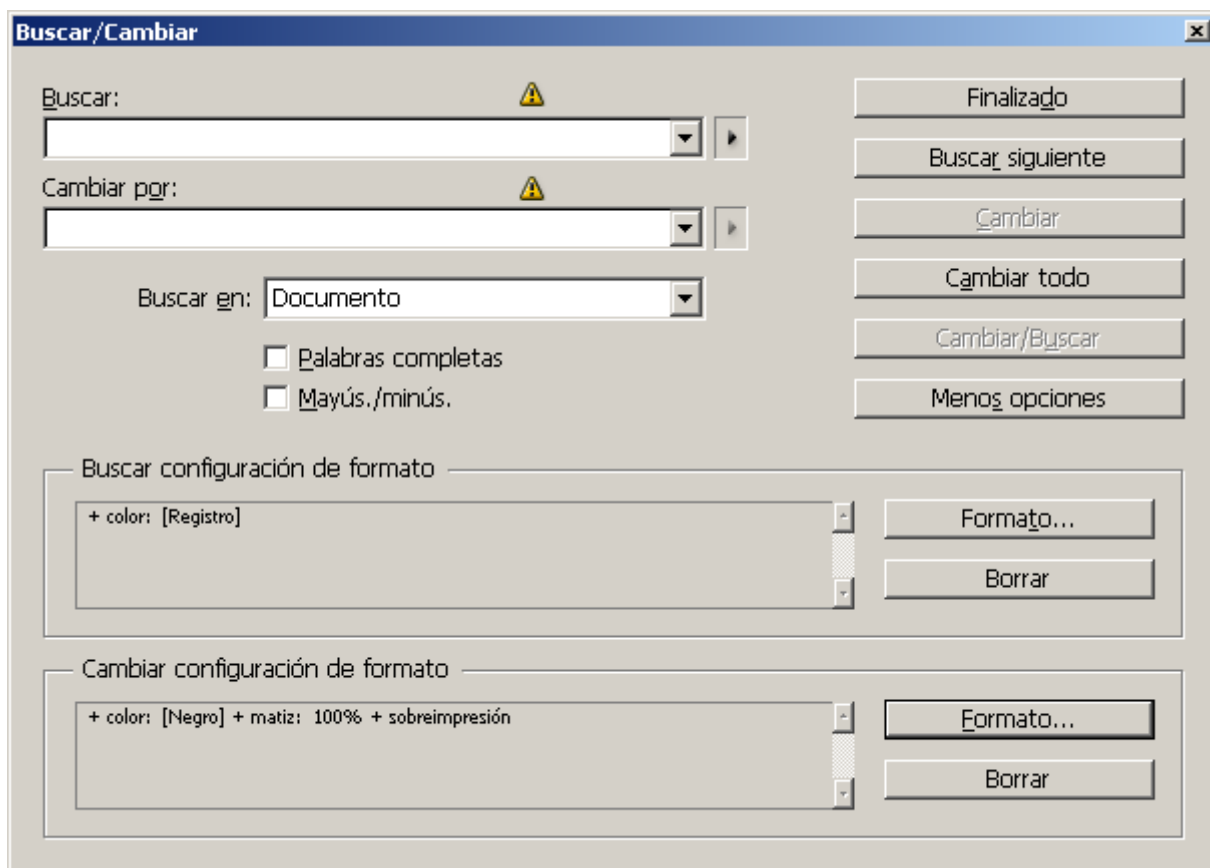 Buscar/Cambiar
Buscar:
Finalizado
Buscar siguiente
Cambiar por:
Cambiar
Buscar en: Documento
Cambiar todo
Palabras completas
Cambiar/Buscar
Mayús./minús.
Menos opciones
Buscar configuración de formato
+ color: [Registro]
Formato...
Borrar
Cambiar configuración de formato
+ color: [Negro] + matiz: 100% + sobreimpresión
Formato...
Borrar